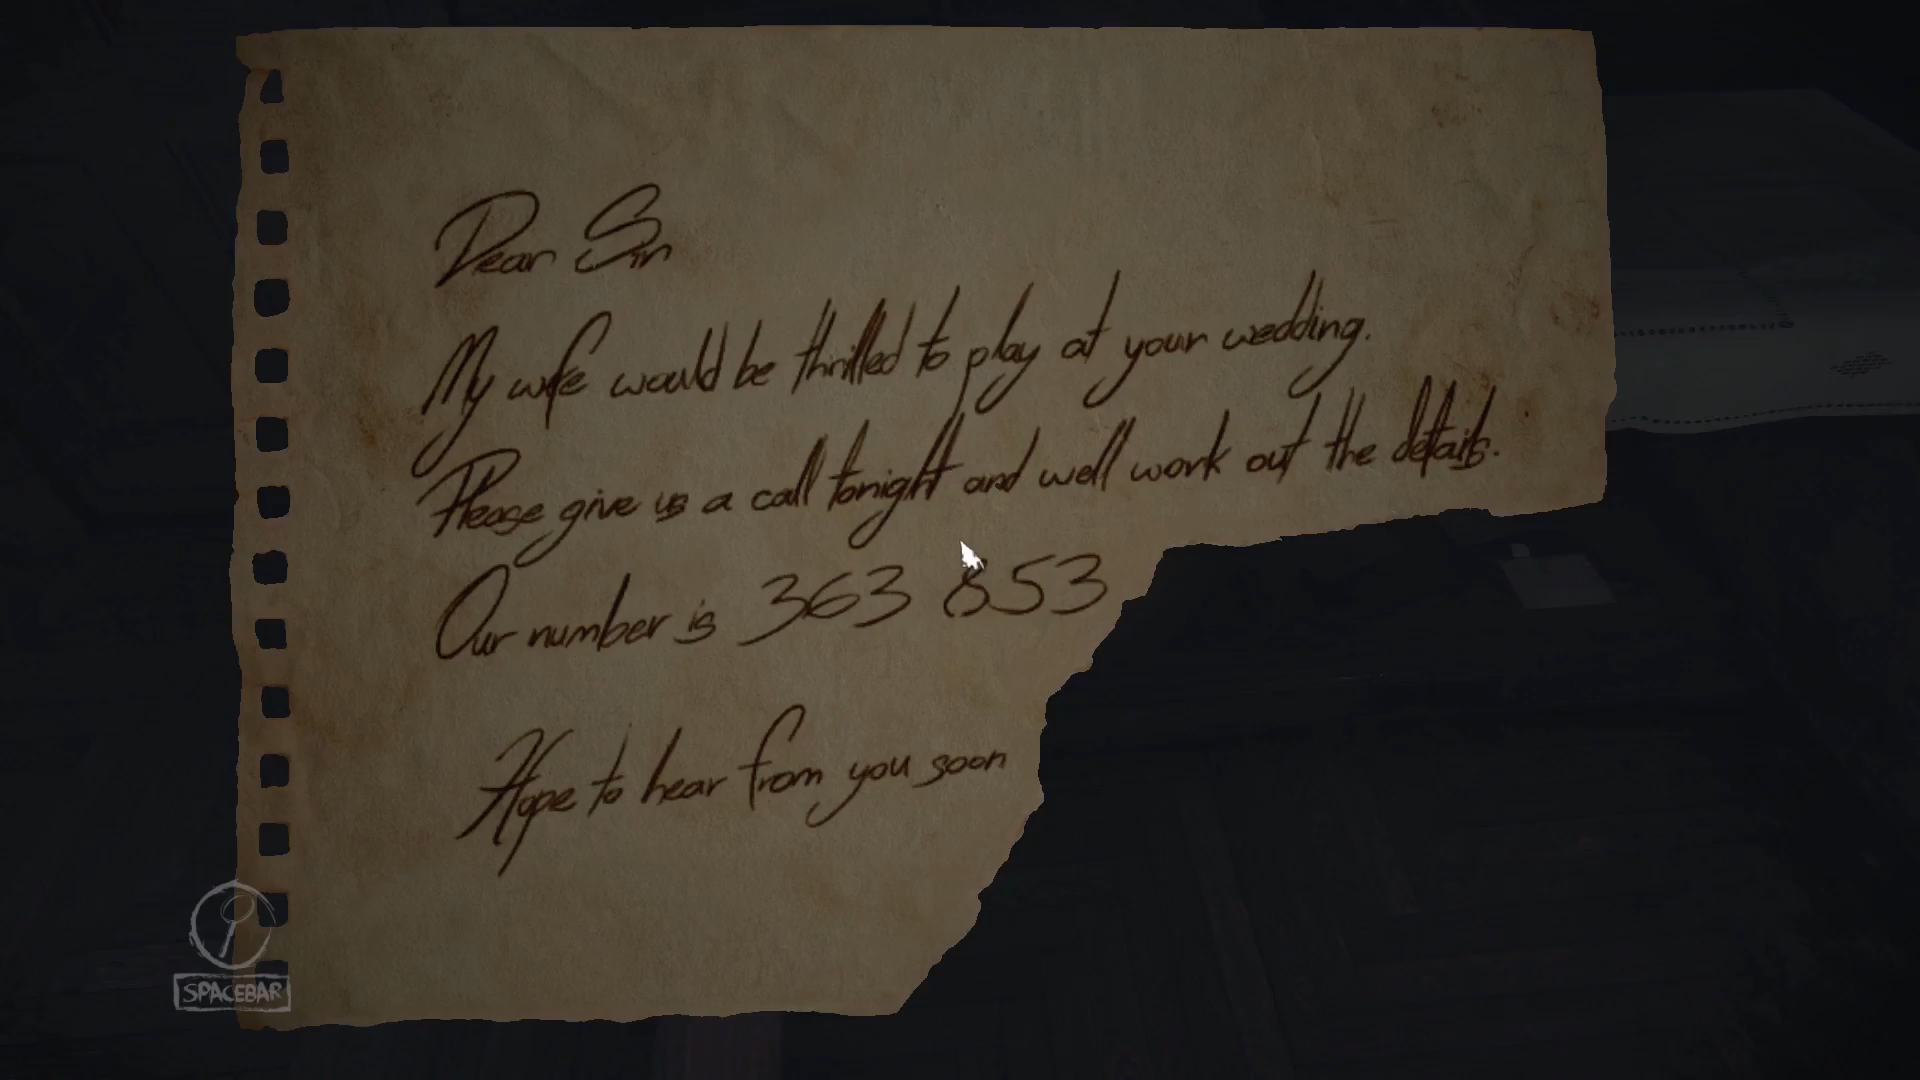 Dear Sir
My wife would be thrilled to play at your wedding.
Please give us a call tonight and well work out the details.
Our number is 363 853
Hope to hear from you soon
SPACEBAR